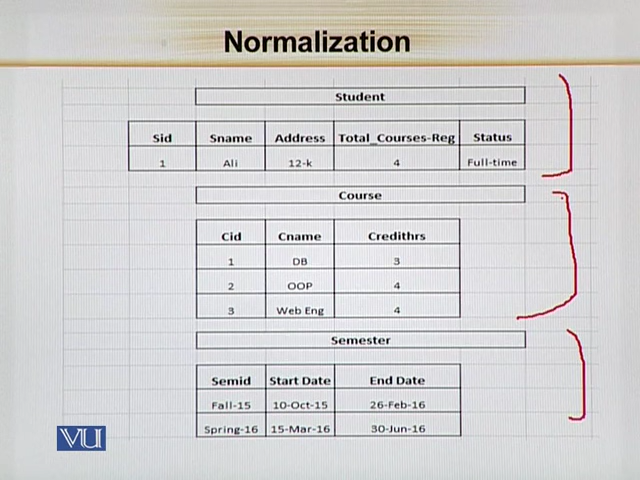 Normalization
Student
Sid Sname Address Total_Courses-Reg Status
1 Ali 12-k 4 Full-time
Course
Cid Cname Credithrs
1 DB 3
2 OOP 4
3 Web Eng 4
Semester
Semid Start Date End Date
Fall-15 10-Oct-15 26-Feb-16
Spring-16 15-Mar-16 30-Jun-16
VU